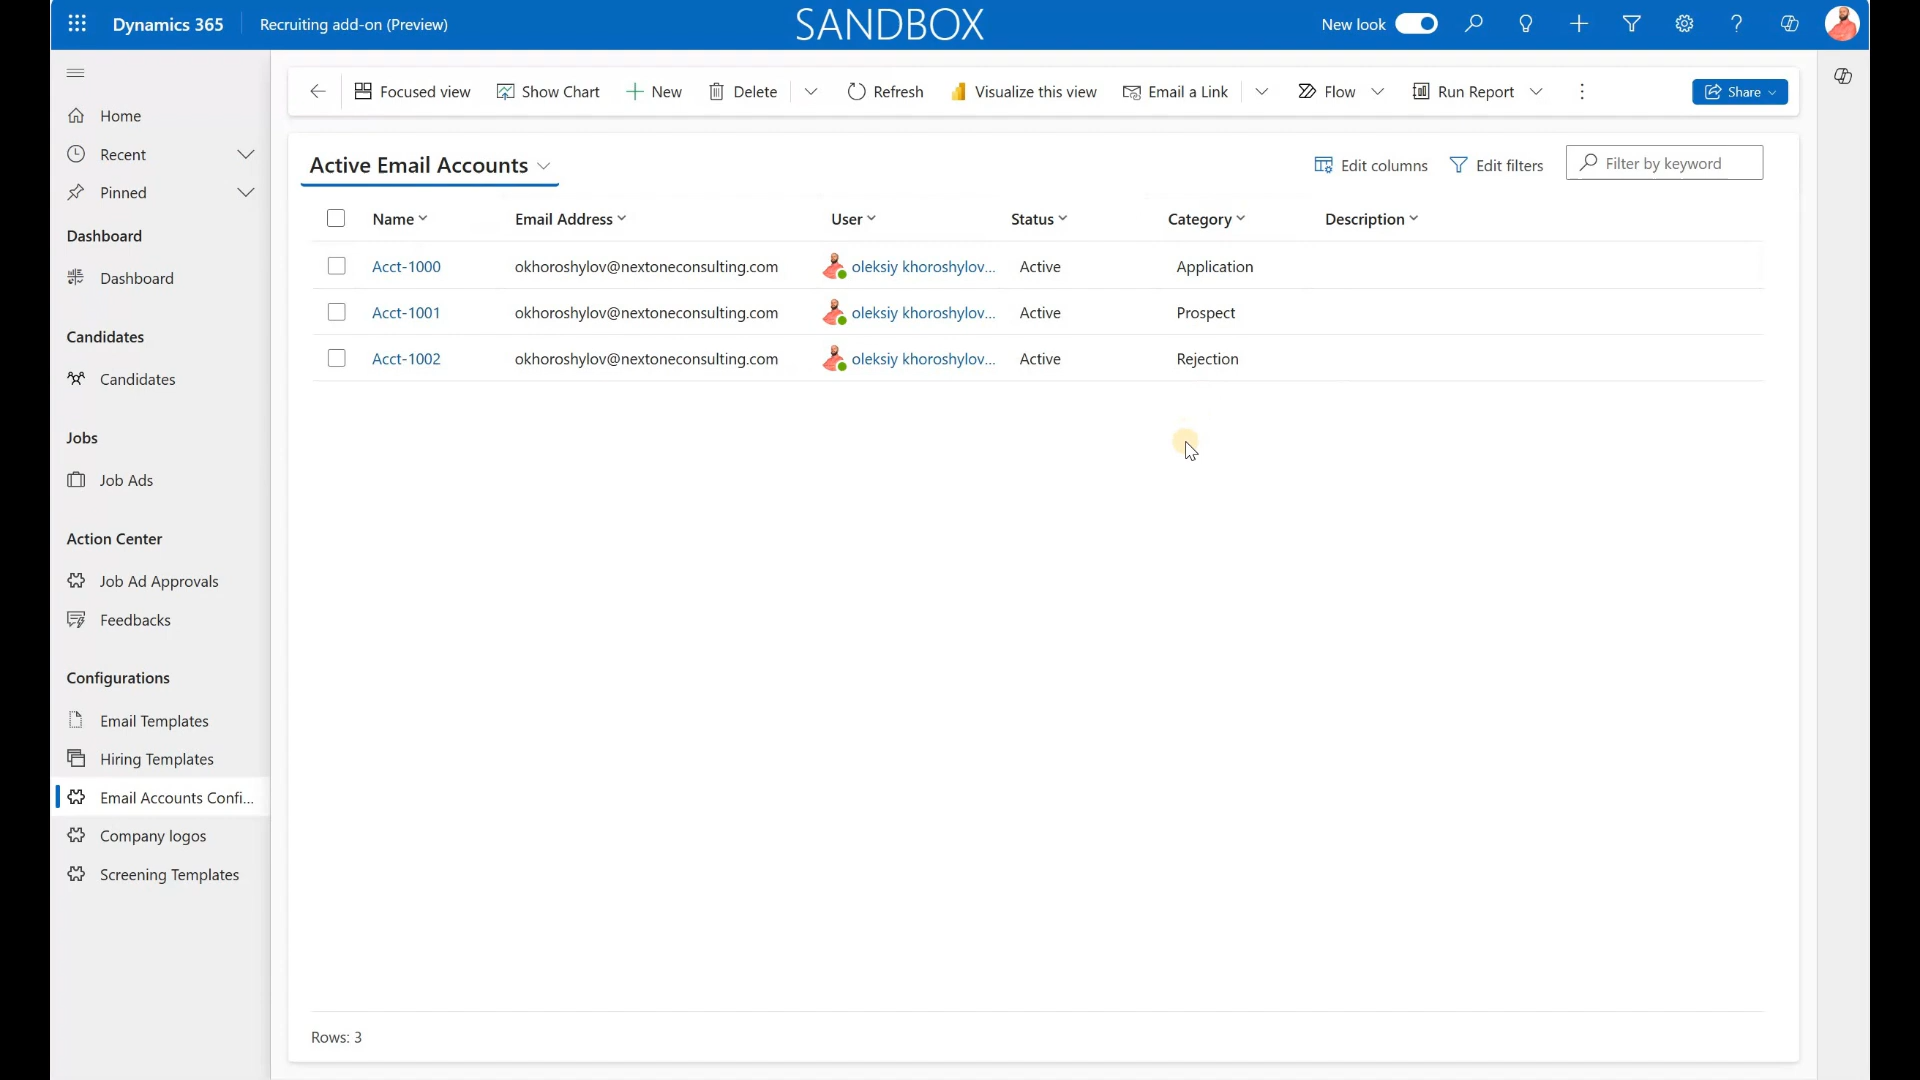 Dynamics 365
Recruiting add-on (Preview)
SANDBOX
New look
Home
Recent
Pinned
Dashboard
Dashboard
Candidates
Candidates
Jobs
Job Ads
Action Center
Job Ad Approvals
Feedbacks
Configurations
Email Templates
Hiring Templates
Email Accounts Confi...
Company logos
Screening Templates
Focused view
Show Chart
New
Delete
Refresh
Visualize this view
Email a Link
Flow
Run Report
Share
Active Email Accounts
Edit columns
Edit filters
Filter by keyword
Name Email Address User Status Category Description
Acct-1000 okhoroshylov@nextoneconsulting.com oleksiy khoroshylov... Active Application
Acct-1001 okhoroshylov@nextoneconsulting.com oleksiy khoroshylov... Active Prospect
Acct-1002 okhoroshylov@nextoneconsulting.com oleksiy khoroshylov... Active Rejection
Rows: 3